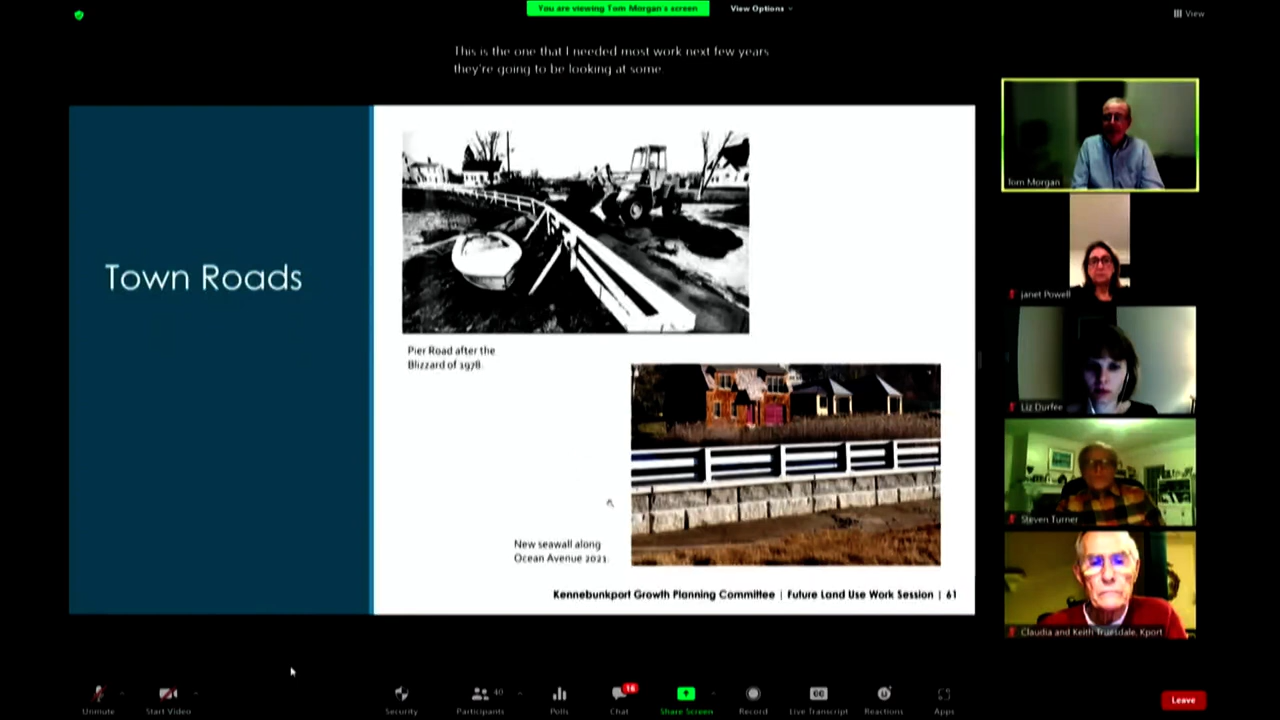 You are viewing Tom Morgan's screen
View Options
View
This is the one that I needed most work next few years
they're going to be looking at some.
Town Roads
Tom Morgan
Janet Powell
Pier Road after the
Blizzard of 1978.
Liz Durfee
Steven Turner
New seawall along
Ocean Avenue 2021.
Kennebunkport Growth Planning Committee | Future Land Use Work Session | 61
Claudia and Keith Truesdale, Kport
Unmute
Start Video
Security
Participants
40
Polls
Chat
16
Share Screen
Record
CC
Live Transcript
Reactions
Apps
Leave